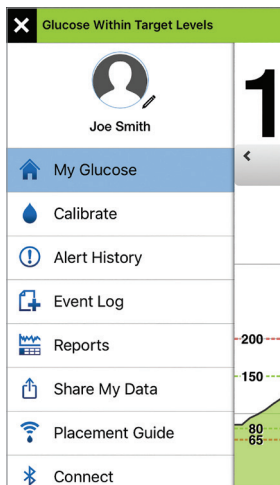 Glucose Within Target Levels
Joe Smith
1
My Glucose
Calibrate
Alert History
Event Log
Reports
200
Share My Data
150
Placement Guide
80
65
Connect